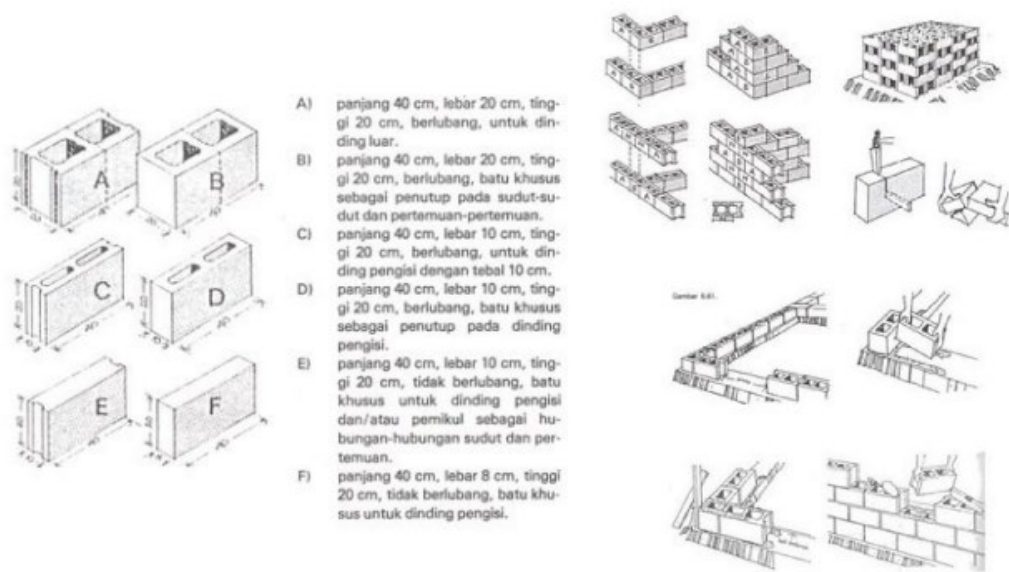 A) panjang 40 cm, lebar 20 cm, ting-
gi 20 cm, berlubang, untuk din-
ding luar.
B) panjang 40 cm, lebar 20 cm, ting-
gi 20 cm, berlubang, batu khusus
sebagai penutup pada sudut-su-
dut dan pertemuan-pertemuan.
C) panjang 40 cm, lebar 10 cm, ting-
gi 20 cm, berlubang, untuk din-
ding pengisi dengan tebal 10 cm.
D) panjang 40 cm, lebar 10 cm, ting-
gi 20 cm, berlubang, batu khusus
sebagai penutup pada dinding
pengisi.
E) panjang 40 cm, lebar 10 cm, ting-
gi 20 cm, tidak berlubang, batu
khusus untuk dinding pengisi
dan/atau pemikul sebagai hu-
bungan-hubungan sudut dan per-
temuan.
F) panjang 40 cm, lebar 8 cm, tinggi
20 cm, tidak berlubang, batu khu-
sus untuk dinding pengisi.
A
B
C
D
E
F
Gambar